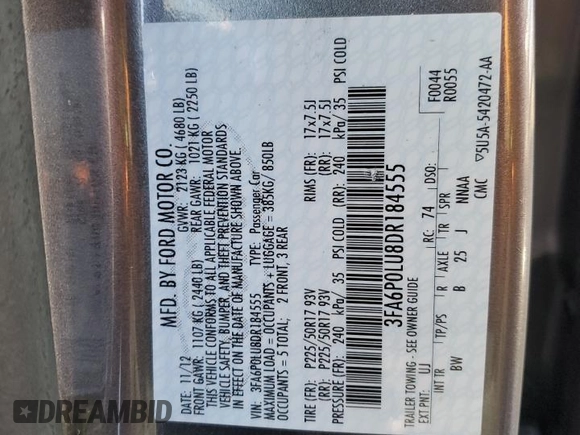 MFD. BY FORD MOTOR CO.
DATE: 11/12 GVWR: 2123 KG ( 4680 LB)
FRONT GAWR: 1107 KG ( 2440 LB) REAR GAWR: 1021 KG ( 2250 LB)
THIS VEHICLE CONFORMS TO ALL APPLICABLE FEDERAL MOTOR
VEHICLE SAFETY, BUMPER, AND THEFT PREVENTION STANDARDS
IN EFFECT ON THE DATE OF MANUFACTURE SHOWN ABOVE.
VIN: 3FA6P0LU8DR184555 TYPE: Passenger Car
MAXIMUM LOAD = OCCUPANTS + LUGGAGE = 385KG / 850LB
OCCUPANTS = 5 TOTAL; 2 FRONT, 3 REAR
TIRE (FR): P225/50R17 93V RIMS (FR): 17x7.5J
(RR): P225/50R17 93V (RR): 17x7.5J
PRESSURE (FR): 240 kPa/ 35 PSI COLD (RR): 240 kPa/ 35 PSI COLD
3FA6P0LU8DR184555
TRAILER TOWING - SEE OWNER GUIDE F0044
R0055
EXT PNT: UJ RC: 74 DSO:
INT TR TP/PS R AXLE TR SPR
BW B 25 J NNAA
CMC
▽5U5A-5420472-AA
DREAMBID